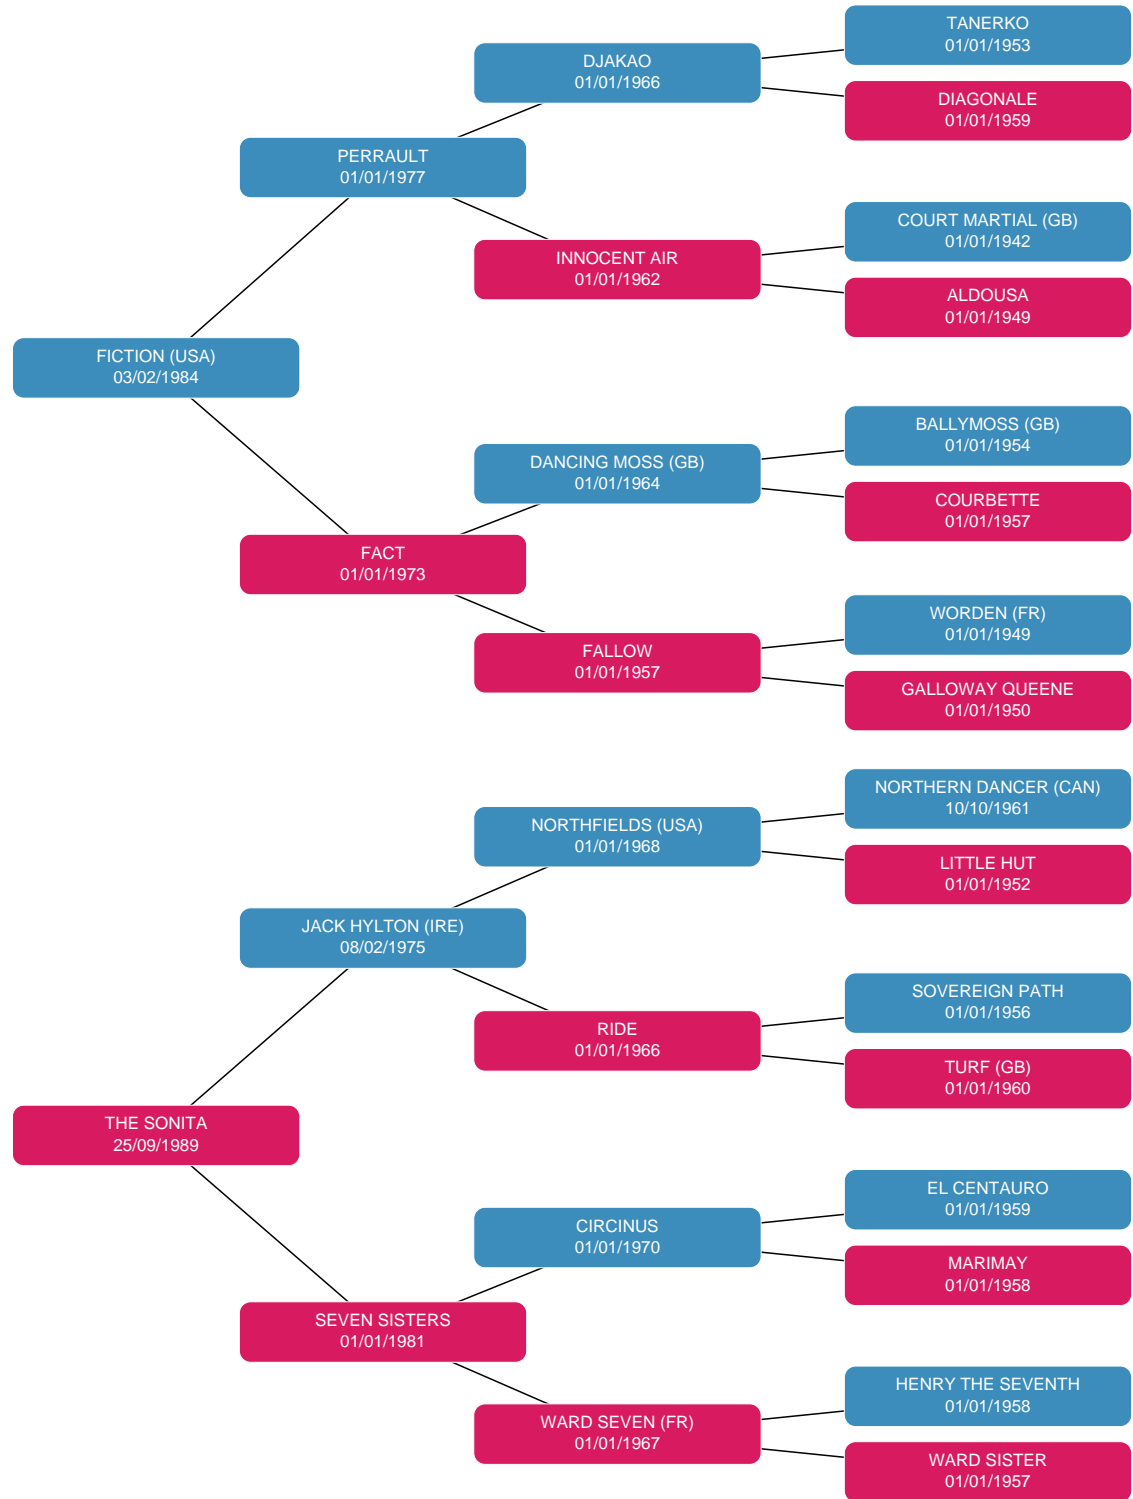 TANERKO
01/01/1953
DJAKAO
01/01/1966
DIAGONALE
01/01/1959
PERRAULT
01/01/1977
COURT MARTIAL (GB)
01/01/1942
INNOCENT AIR
01/01/1962
ALDOUSA
01/01/1949
FICTION (USA)
03/02/1984
BALLYMOSS (GB)
01/01/1954
DANCING MOSS (GB)
01/01/1964
COURBETTE
01/01/1957
FACT
01/01/1973
WORDEN (FR)
01/01/1949
FALLOW
01/01/1957
GALLOWAY QUEENE
01/01/1950
NORTHERN DANCER (CAN)
10/10/1961
NORTHFIELDS (USA)
01/01/1968
LITTLE HUT
01/01/1952
JACK HYLTON (IRE)
08/02/1975
SOVEREIGN PATH
01/01/1956
RIDE
01/01/1966
TURF (GB)
01/01/1960
THE SONITA
25/09/1989
EL CENTAURO
01/01/1959
CIRCINUS
01/01/1970
MARIMAY
01/01/1958
SEVEN SISTERS
01/01/1981
HENRY THE SEVENTH
01/01/1958
WARD SEVEN (FR)
01/01/1967
WARD SISTER
01/01/1957